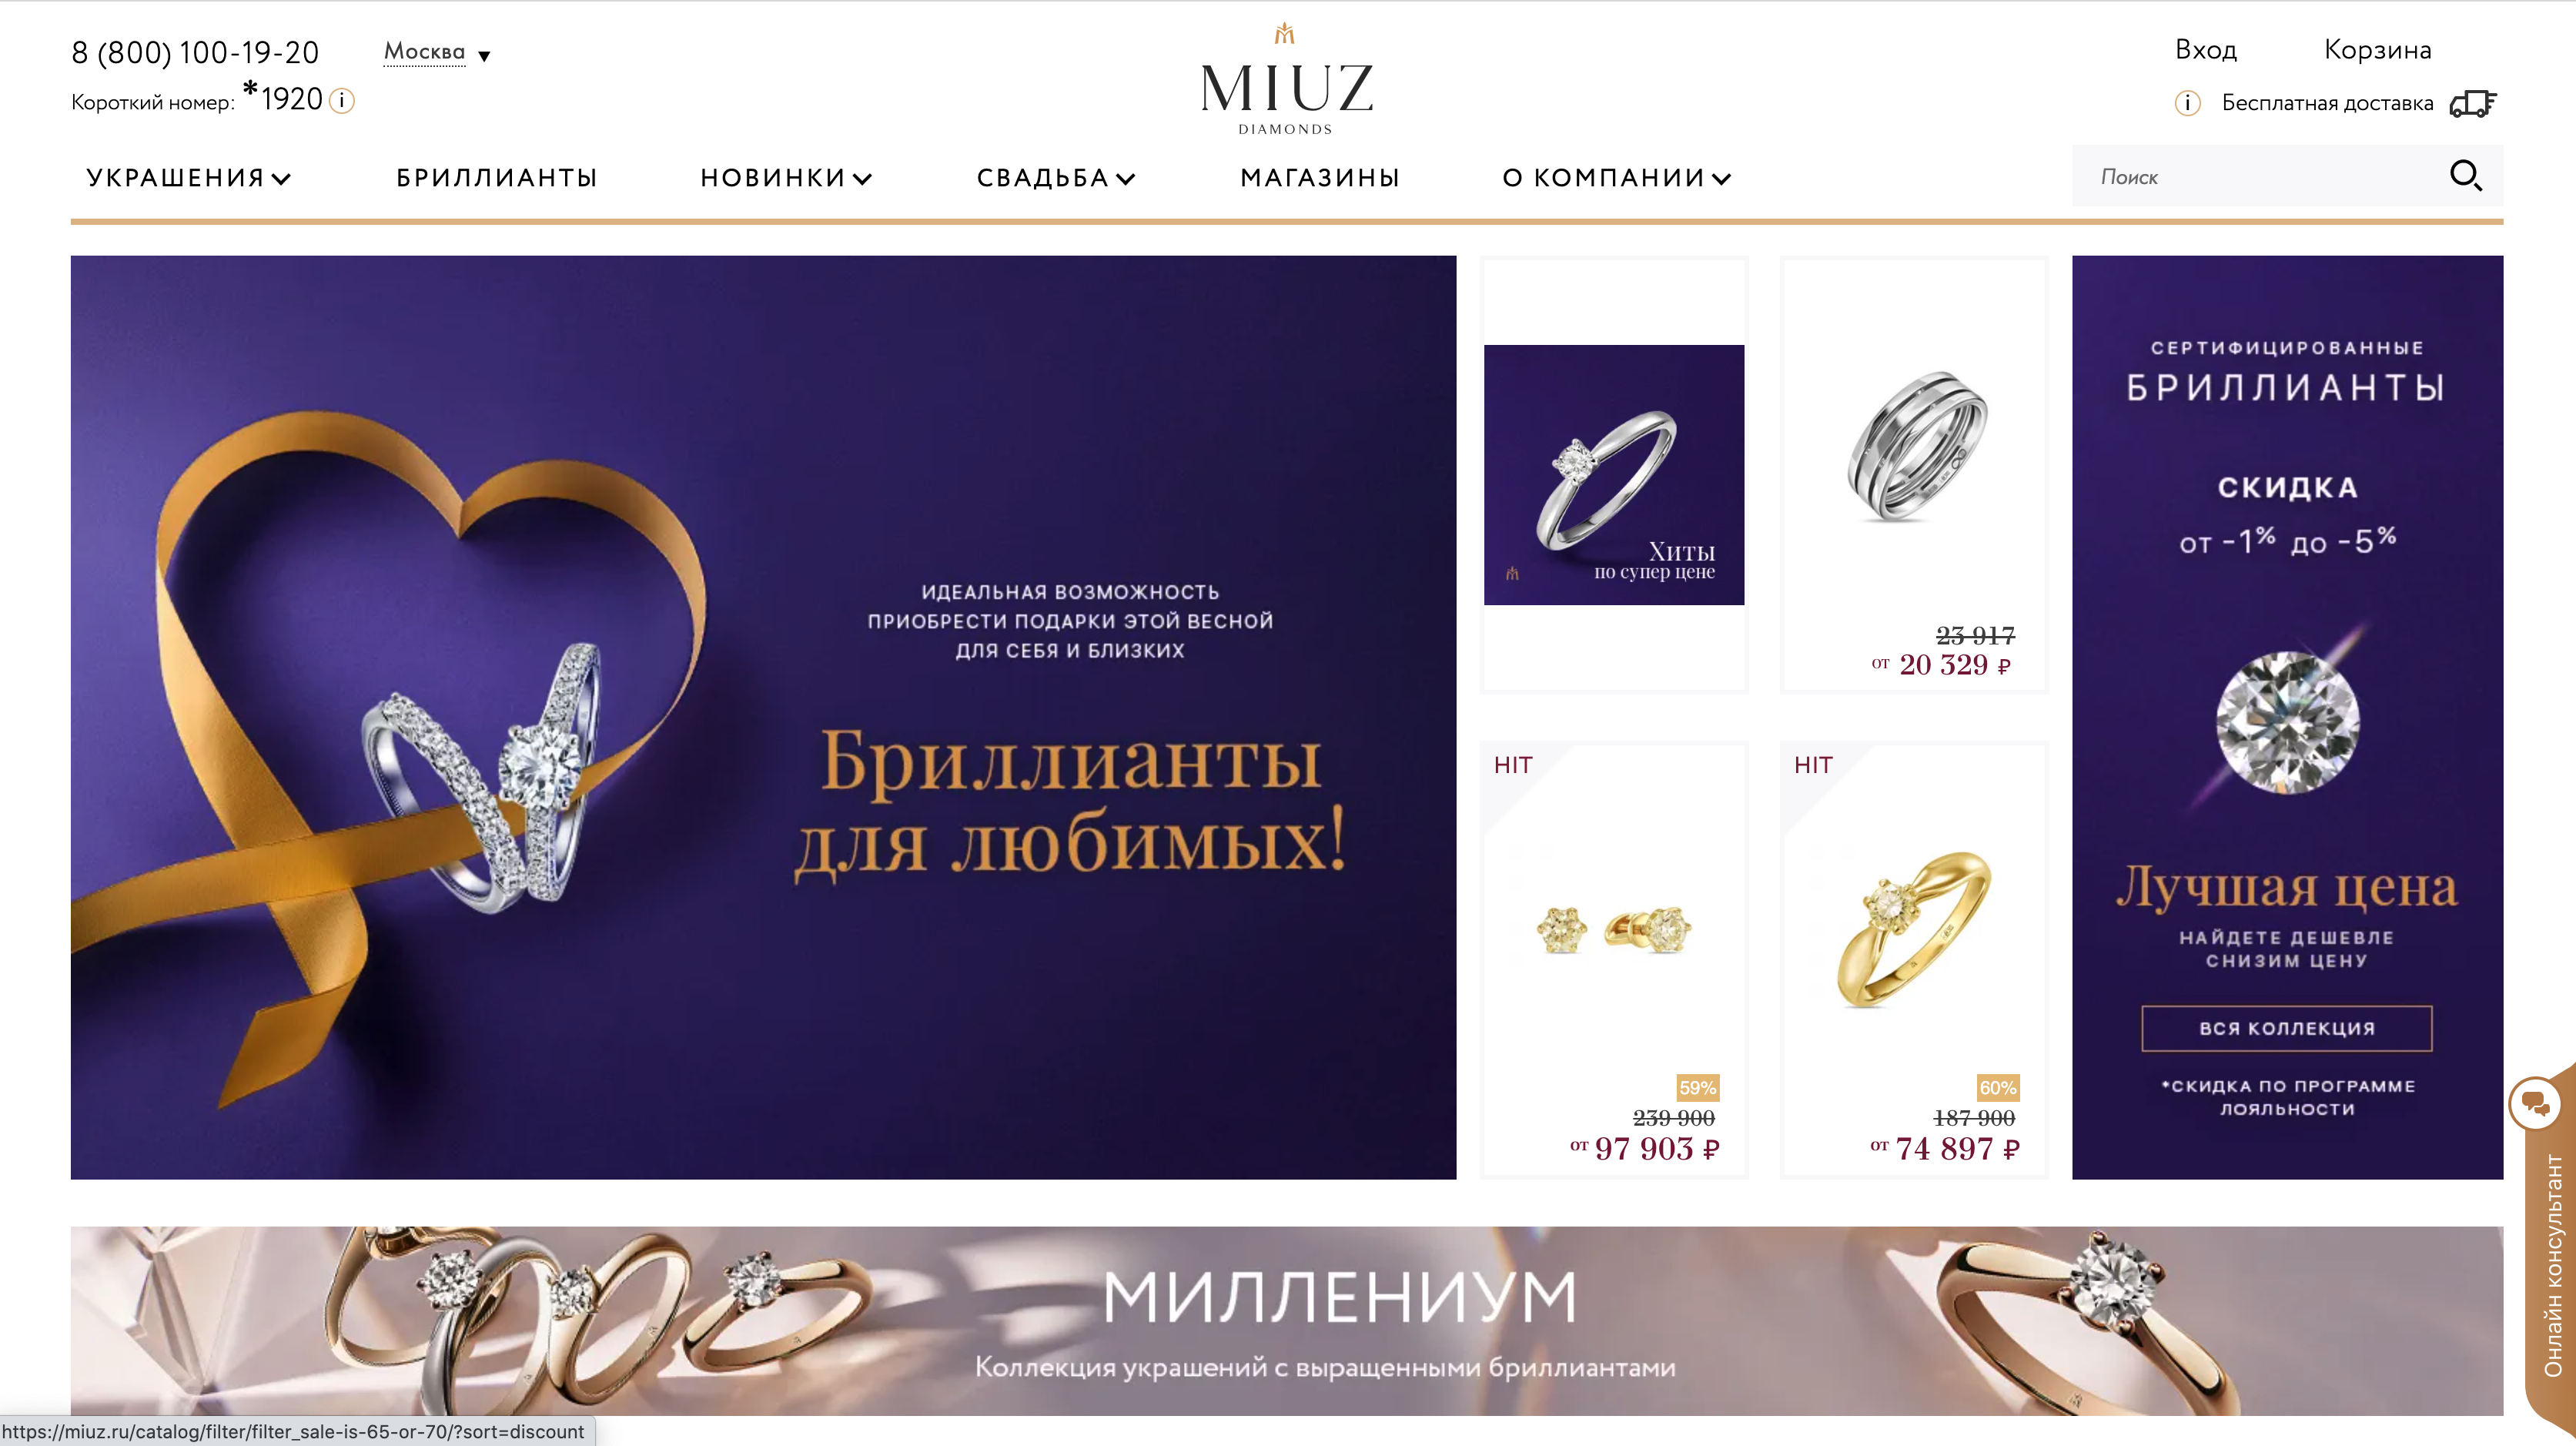 8 (800) 100-19-20
Москва ▼
Короткий номер: *1920 i
MIUZ
DIAMONDS
Вход
Корзина
i Бесплатная доставка
УКРАШЕНИЯ
БРИЛЛИАНТЫ
НОВИНКИ
СВАДЬБА
МАГАЗИНЫ
О КОМПАНИИ
Поиск
ИДЕАЛЬНАЯ ВОЗМОЖНОСТЬ
ПРИОБРЕСТИ ПОДАРКИ ЭТОЙ ВЕСНОЙ
ДЛЯ СЕБЯ И БЛИЗКИХ
Бриллианты
для любимых!
Хиты
по супер цене
23 917
от 20 329 ₽
HIT
59%
239 900
от 97 903 ₽
HIT
60%
187 900
от 74 897 ₽
СЕРТИФИЦИРОВАННЫЕ
БРИЛЛИАНТЫ
СКИДКА
от -1% до -5%
Лучшая цена
НАЙДЕТЕ ДЕШЕВЛЕ
СНИЗИМ ЦЕНУ
ВСЯ КОЛЛЕКЦИЯ
*СКИДКА ПО ПРОГРАММЕ
ЛОЯЛЬНОСТИ
Онлайн консультант
МИЛЛЕНИУМ
Коллекция украшений с выращенными бриллиантами
https://miuz.ru/catalog/filter/filter_sale-is-65-or-70/?sort=discount